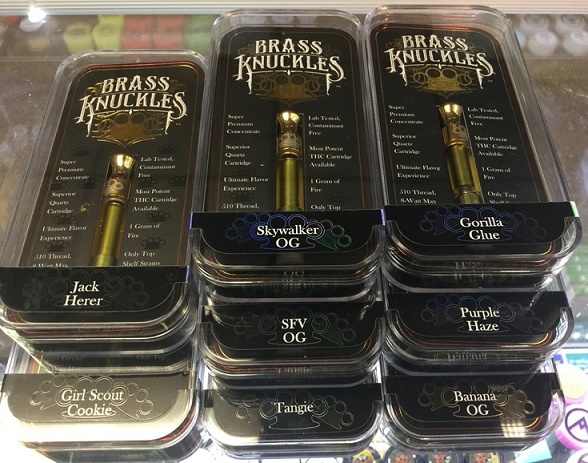 BRASS
KNUCKLES
Super
Premium
Concentrate
Lab Tested,
Contaminant
Free
Superior
Quartz
Cartridge
Most Potent
THC Cartridge
Available
Ultimate Flavor
Experience
1 Gram of
Fire
510 Thread,
8-Watt Max
Only Top
Shelf Strains
Jack
Herer
Girl Scout
Cookie
BRASS
KNUCKLES
TM
Super
Premium
Concentrate
Lab Tested,
Contaminant
Free
Superior
Quartz
Cartridge
Most Potent
THC Cartridge
Available
Ultimate Flavor
Experience
1 Gram of
Fire
510 Thread,
Only Top
Skywalker
OG
SFV
OG
Tangie
BRASS
KNUCKLES
Super
Premium
Concentrate
Lab Tested,
Contaminant
Free
Superior
Quartz
Cartridge
Most Potent
THC Cartridge
Available
Ultimate Flavor
Experience
1 Gram of
Fire
510 Thread,
8-Watt Max
Only Top
Gorilla
Glue
Purple
Haze
Banana
OG